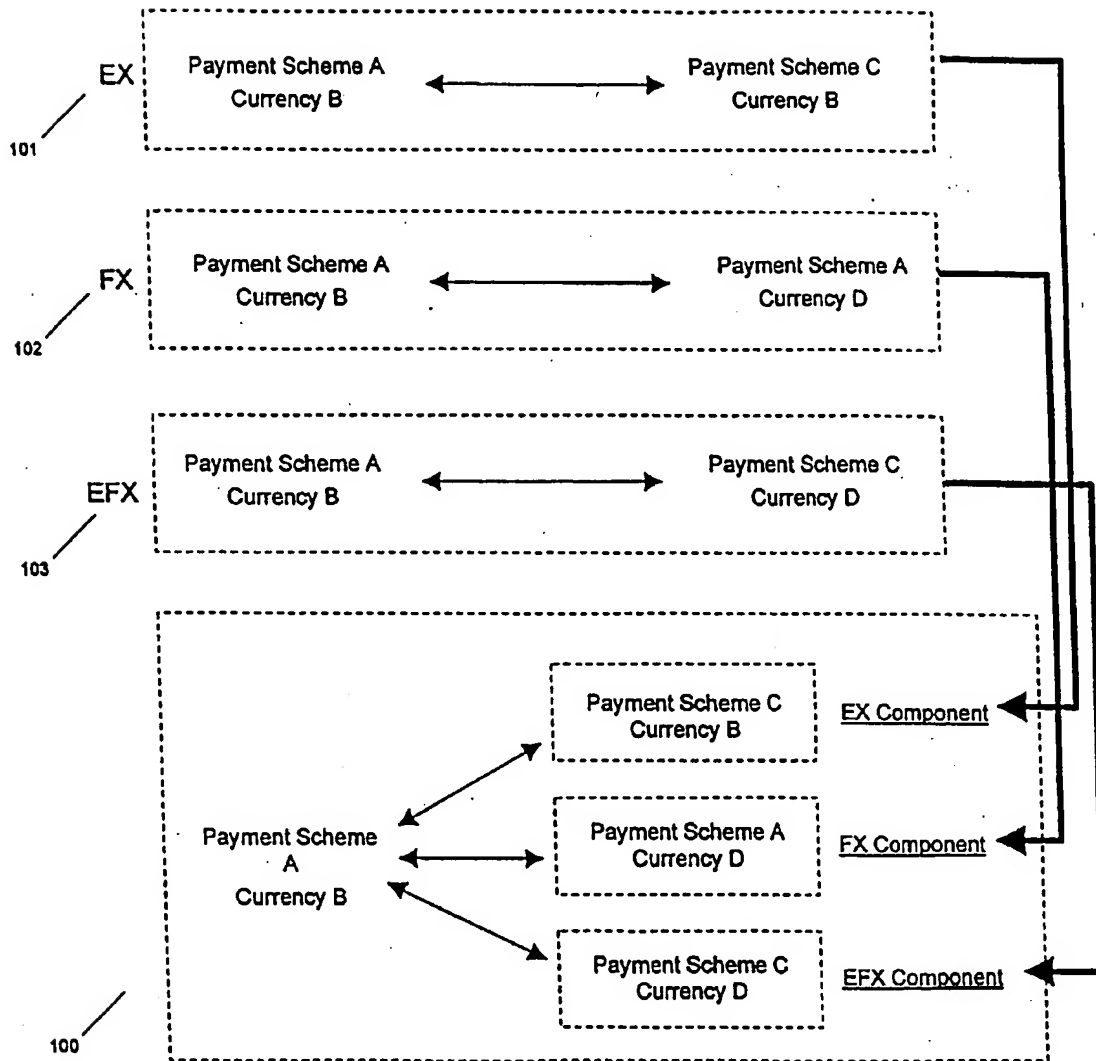 Payment Scheme A
Currency B
Payment Scheme C
Currency B
EX
101
Payment Scheme A
Currency B
Payment Scheme A
Currency D
FX
102
Payment Scheme A
Currency B
Payment Scheme C
Currency D
EFX
103
Payment Scheme C
Currency B
EX Component
Payment Scheme
A
Currency B
Payment Scheme A
Currency D
FX Component
Payment Scheme C
Currency D
EFX Component
100